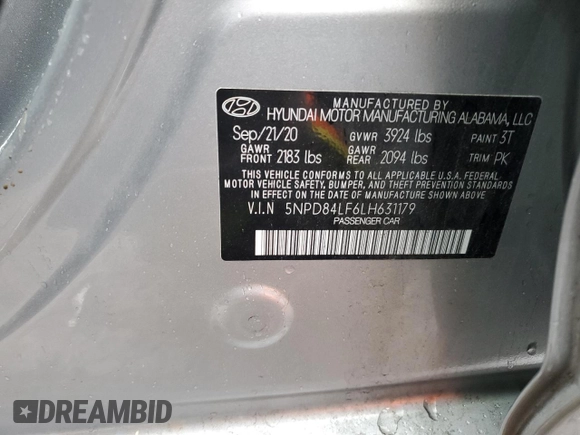 MANUFACTURED BY
HYUNDAI MOTOR MANUFACTURING ALABAMA, LLC
Sep/21/20 GVWR 3924 lbs PAINT 3T
GAWR FRONT 2183 lbs GAWR REAR 2094 lbs TRIM PK
THIS VEHICLE CONFORMS TO ALL APPLICABLE U.S.A. FEDERAL
MOTOR VEHICLE SAFETY, BUMPER, AND THEFT PREVENTION
STANDARDS IN EFFECT ON THE DATE OF MANUFACTURE SHOWN ABOVE
V.I.N 5NPD84LF6LH631179
PASSENGER CAR
DREAMBID